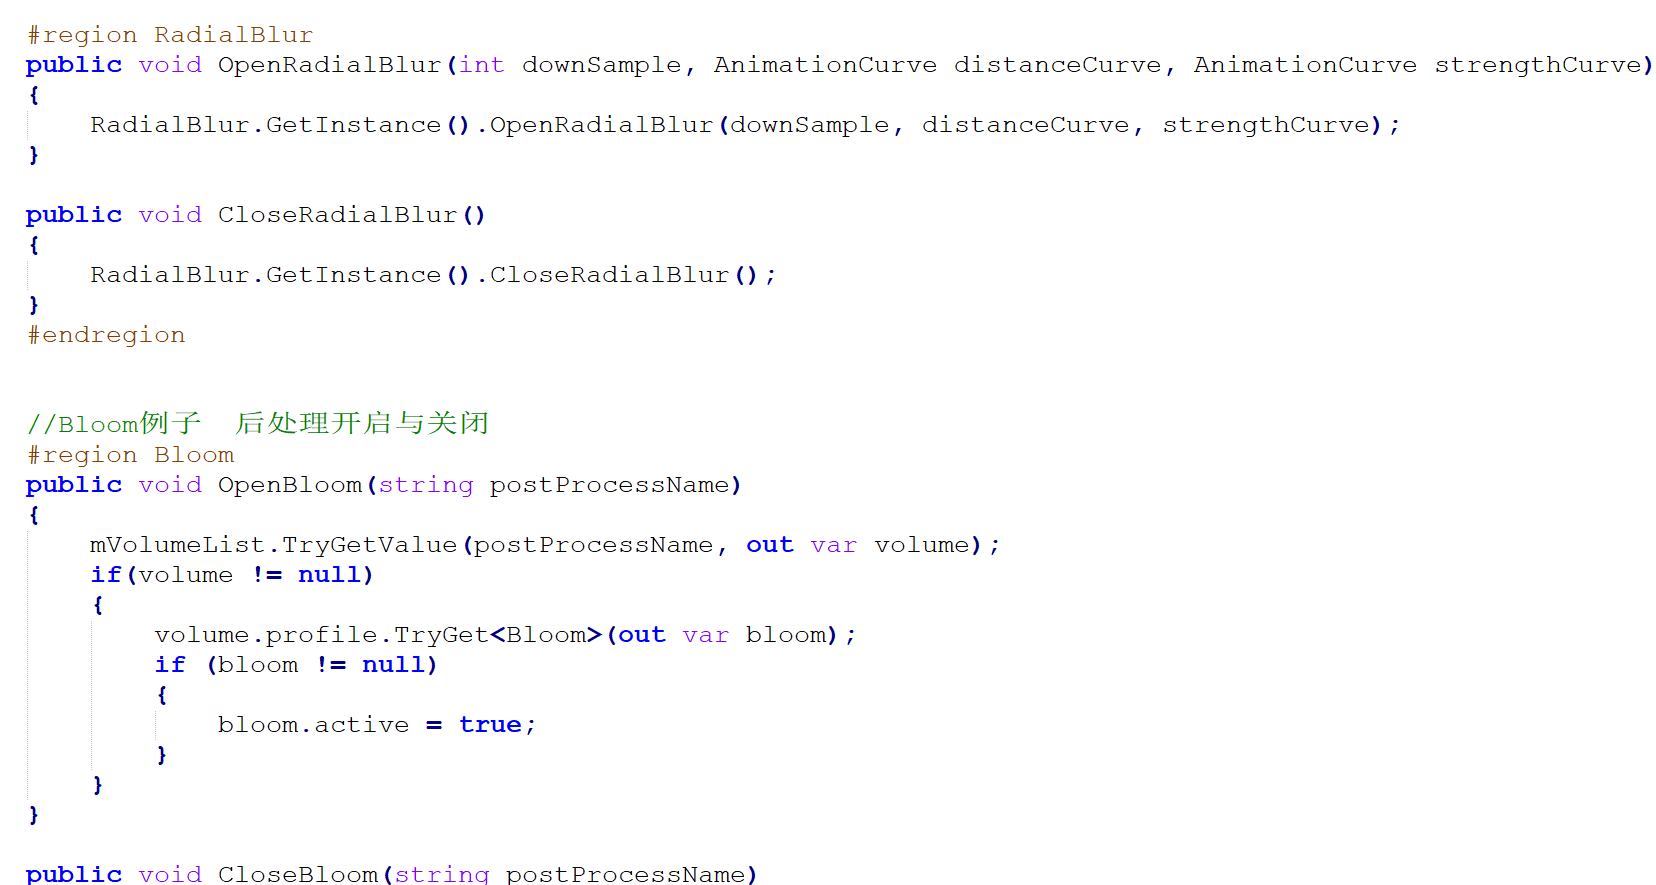 #region RadialBlur
public void OpenRadialBlur(int downSample, AnimationCurve distanceCurve, AnimationCurve strengthCurve)
{
    RadialBlur.GetInstance().OpenRadialBlur(downSample, distanceCurve, strengthCurve);
}

public void CloseRadialBlur()
{
    RadialBlur.GetInstance().CloseRadialBlur();
}
#endregion

//Bloom例子  后处理开启与关闭
#region Bloom
public void OpenBloom(string postProcessName)
{
    mVolumeList.TryGetValue(postProcessName, out var volume);
    if(volume != null)
    {
        volume.profile.TryGet<Bloom>(out var bloom);
        if (bloom != null)
        {
            bloom.active = true;
        }
    }
}

public void CloseBloom(string postProcessName)